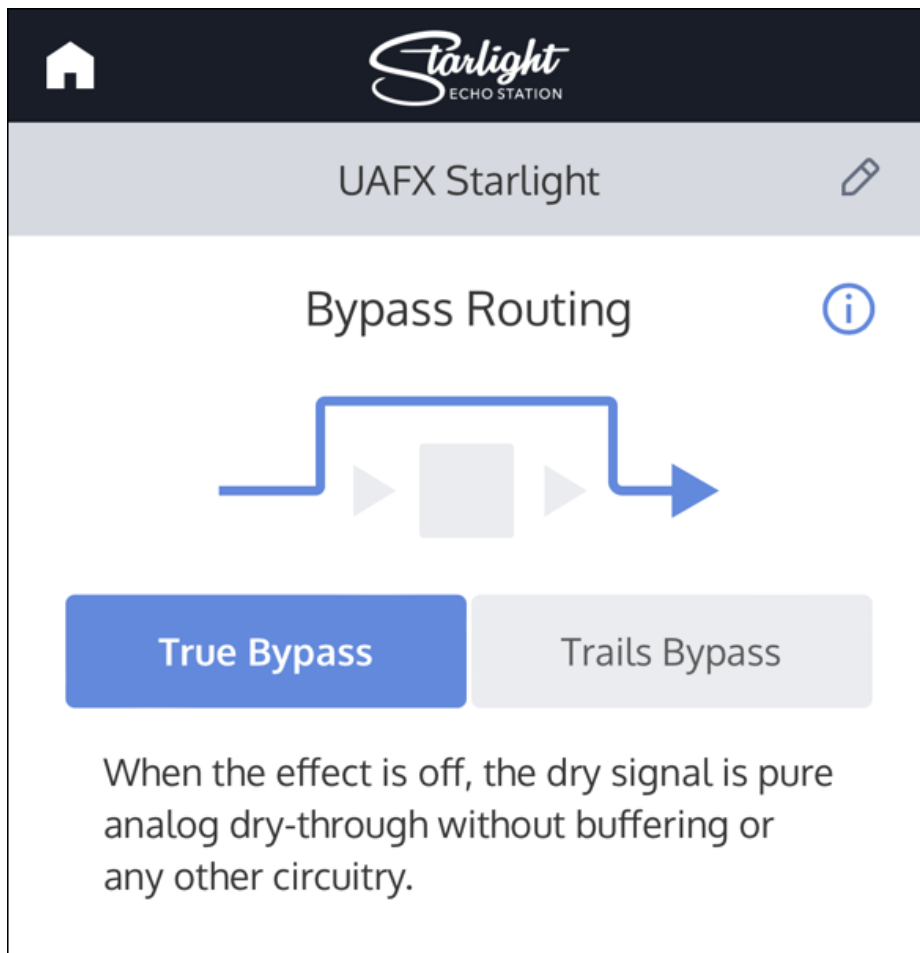 Starlight
ECHO STATION
UAFX Starlight
Bypass Routing
i
True Bypass
Trails Bypass
When the effect is off, the dry signal is pure
analog dry-through without buffering or
any other circuitry.